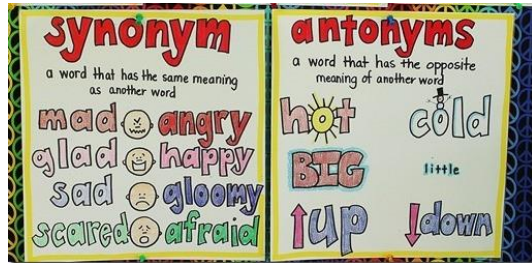 synonym
a word that has the same meaning
as another word
mad angry
glad happy
sad gloomy
scared afraid
antonyms
a word that has the opposite
meaning of another word
hot cold
BIG little
up down